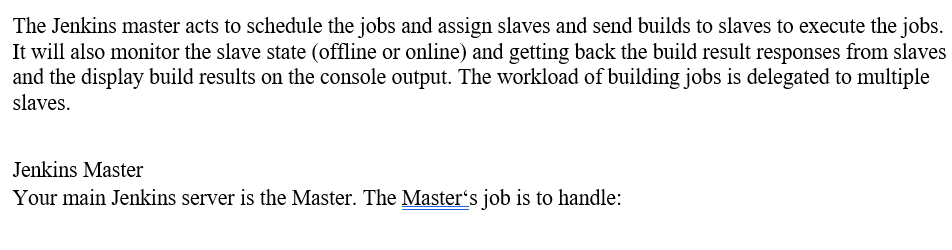 The Jenkins master acts to schedule the jobs and assign slaves and send builds to slaves to execute the jobs.
It will also monitor the slave state (offline or online) and getting back the build result responses from slaves
and the display build results on the console output. The workload of building jobs is delegated to multiple
slaves.
Jenkins Master
Your main Jenkins server is the Master. The Master‘s job is to handle: